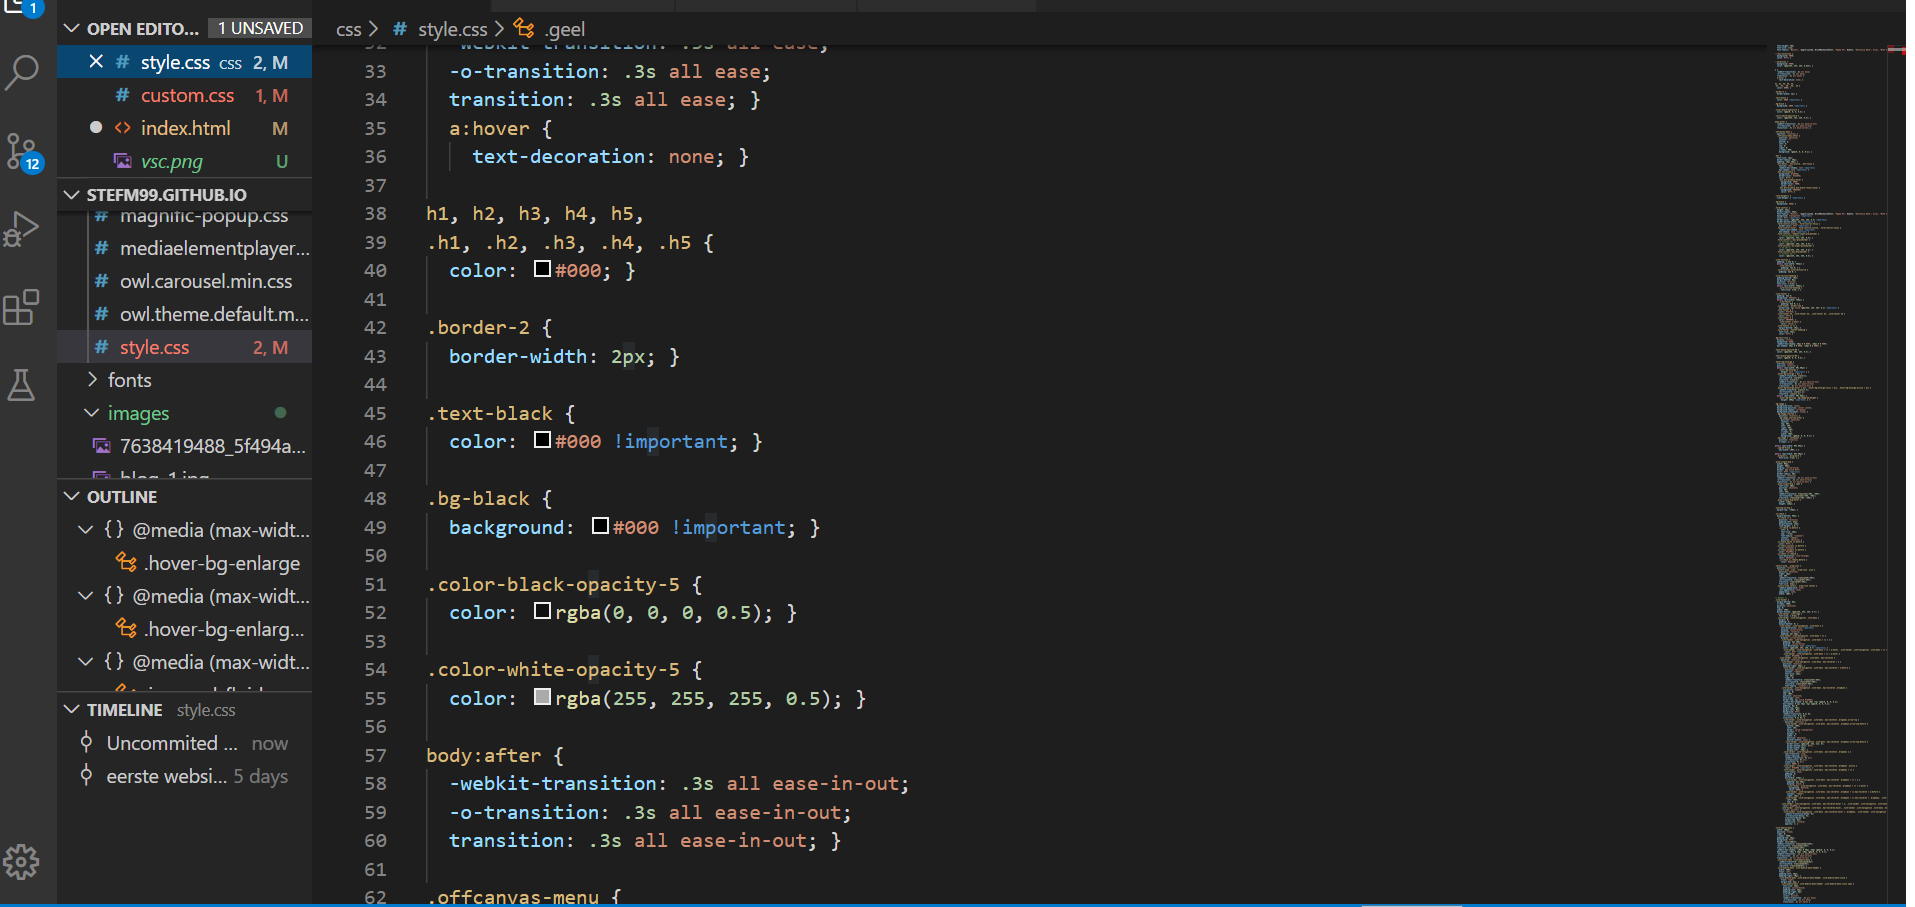 1
OPEN EDITO... 1 UNSAVED
style.css css 2, M
custom.css 1, M
index.html M
vsc.png U
12
STEFM99.GITHUB.IO
magnific-popup.css
mediaelementplayer...
owl.carousel.min.css
owl.theme.default.m...
style.css 2, M
fonts
images
7638419488_5f494a...
blog_1.jpg
OUTLINE
{} @media (max-widt...
.hover-bg-enlarge
{} @media (max-widt...
.hover-bg-enlarg...
{} @media (max-widt...
TIMELINE style.css
Uncommited ... now
eerste websi... 5 days
css > # style.css > .geel
32 -webkit-transition: .3s all ease;
33 -o-transition: .3s all ease;
34 transition: .3s all ease; }
35 a:hover {
36 text-decoration: none; }
37
38 h1, h2, h3, h4, h5,
39 .h1, .h2, .h3, .h4, .h5 {
40 color: #000; }
41
42 .border-2 {
43 border-width: 2px; }
44
45 .text-black {
46 color: #000 !important; }
47
48 .bg-black {
49 background: #000 !important; }
50
51 .color-black-opacity-5 {
52 color: rgba(0, 0, 0, 0.5); }
53
54 .color-white-opacity-5 {
55 color: rgba(255, 255, 255, 0.5); }
56
57 body:after {
58 -webkit-transition: .3s all ease-in-out;
59 -o-transition: .3s all ease-in-out;
60 transition: .3s all ease-in-out; }
61
62 .offcanvas-menu {